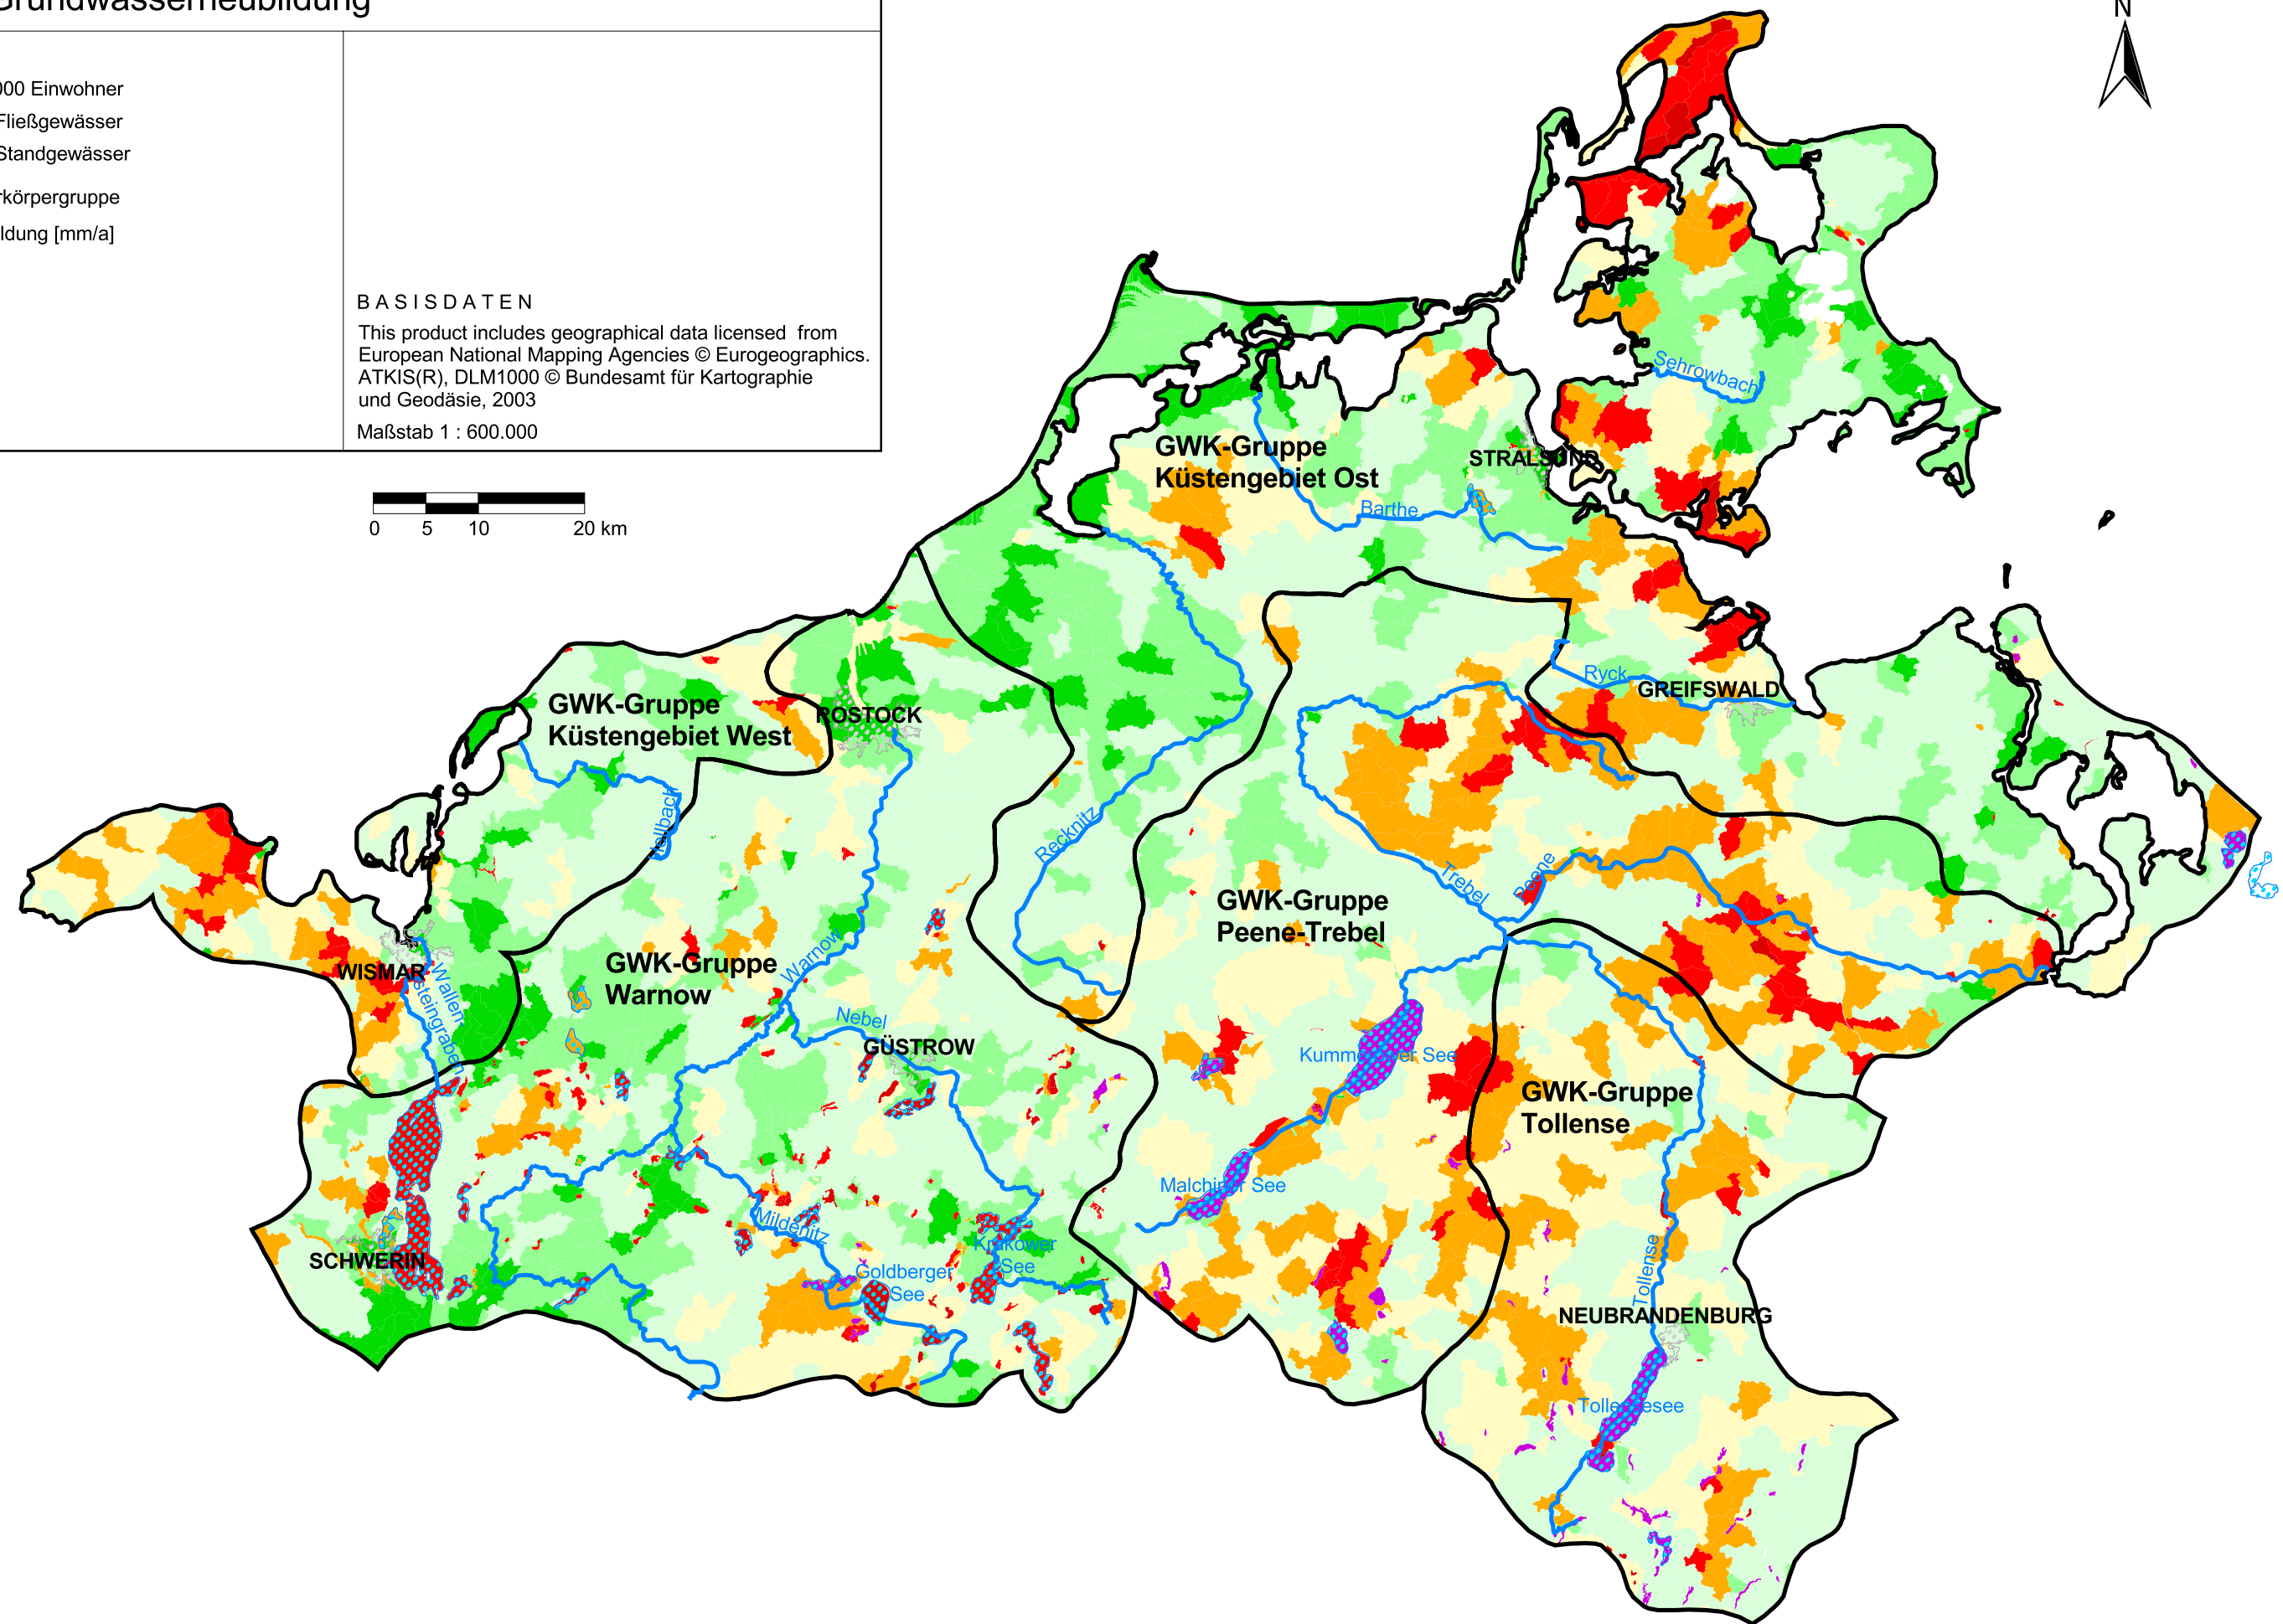 Grundwasserneubildung
000 Einwohner
Fließgewässer
Standgewässer
rkörpergruppe
ldung [mm/a]
BASISDATEN
This product includes geographical data licensed from
European National Mapping Agencies © Eurogeographics.
ATKIS(R), DLM1000 © Bundesamt für Kartographie
und Geodäsie, 2003
Maßstab 1 : 600.000
0 5 10 20 km
N
Sehrowbach
GWK-Gruppe
Küstengebiet Ost
STRALSUND
Barthe
Ryck
GREIFSWALD
GWK-Gruppe
Küstengebiet West
ROSTOCK
Hellbach
Recknitz
Trebel
Peene
GWK-Gruppe
Peene-Trebel
WISMAR
Wallen
steingraben
GWK-Gruppe
Warnow
Warnow
Nebel
GÜSTROW
Kummerower See
GWK-Gruppe
Tollense
Malchiner See
SCHWERIN
Mildenitz
Goldberger
See
Krakower
See
Tollense
NEUBRANDENBURG
Tollensesee